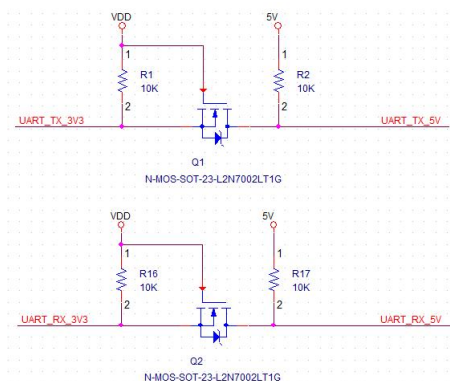 VDD
5V
1
1
R1
R2
10K
10K
2
2
UART_TX_3V3
UART_TX_5V
Q1
N-MOS-SOT-23-L2N7002LT1G
VDD
5V
1
1
R16
R17
10K
10K
2
2
UART_RX_3V3
UART_RX_5V
Q2
N-MOS-SOT-23-L2N7002LT1G